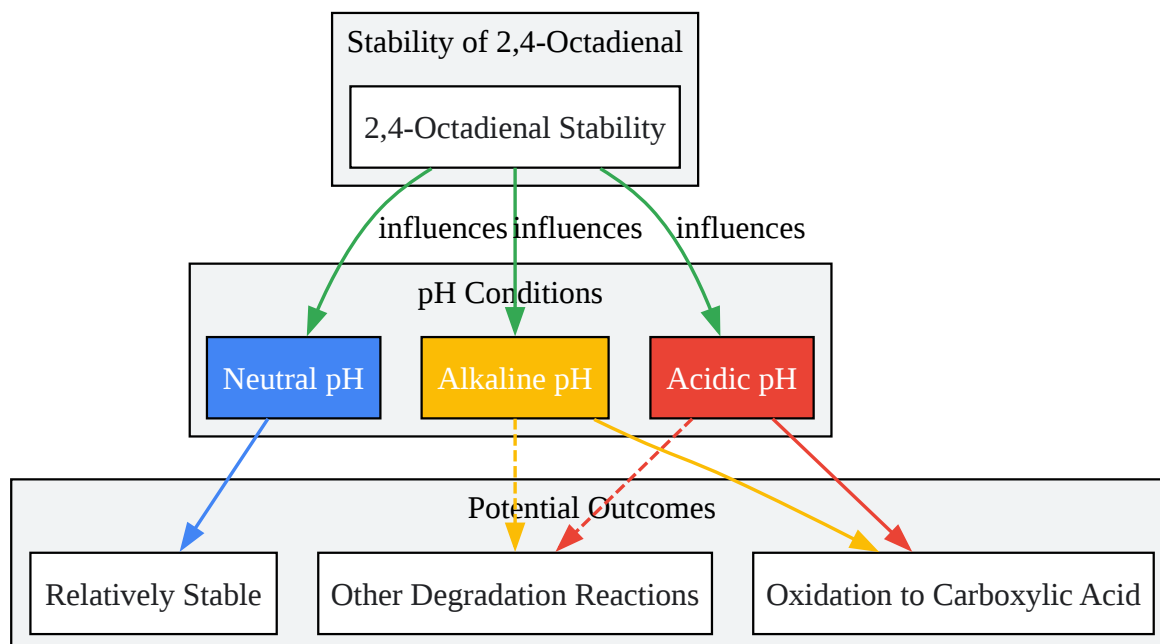 Stability of 2,4-Octadienal
2,4-Octadienal Stability
influences
influences
influences
pH Conditions
Neutral pH
Alkaline pH
Acidic pH
Potential Outcomes
Relatively Stable
Other Degradation Reactions
Oxidation to Carboxylic Acid